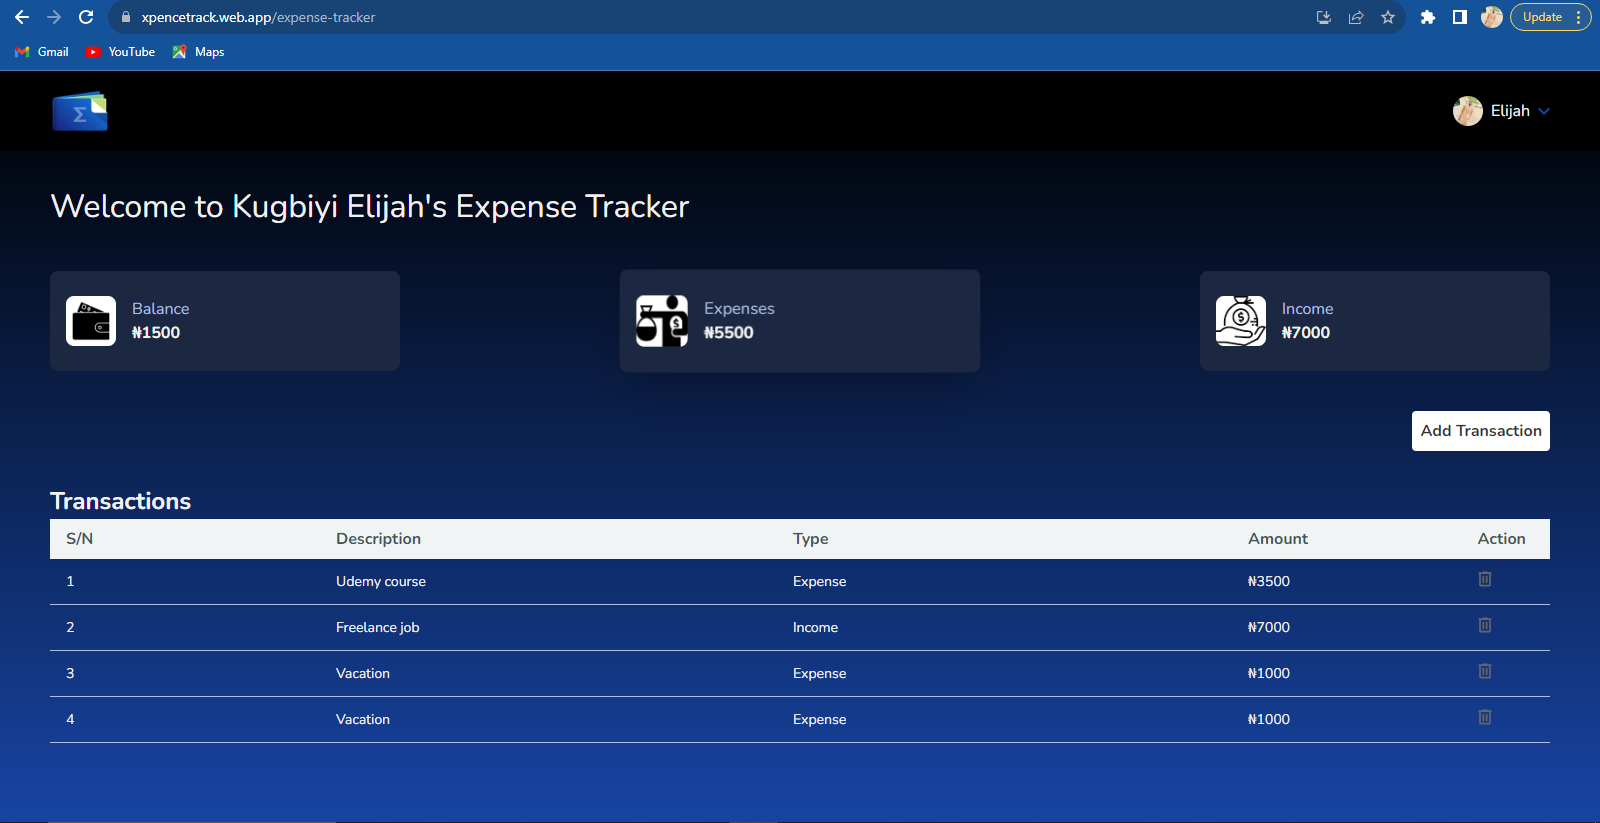 xpencetrack.web.app/expense-tracker
Update
Gmail YouTube Maps
Σ
Elijah
Welcome to Kugbiyi Elijah's Expense Tracker
Balance
₦1500
Expenses
₦5500
Income
₦7000
Add Transaction
Transactions
S/N Description Type Amount Action
1 Udemy course Expense ₦3500
2 Freelance job Income ₦7000
3 Vacation Expense ₦1000
4 Vacation Expense ₦1000